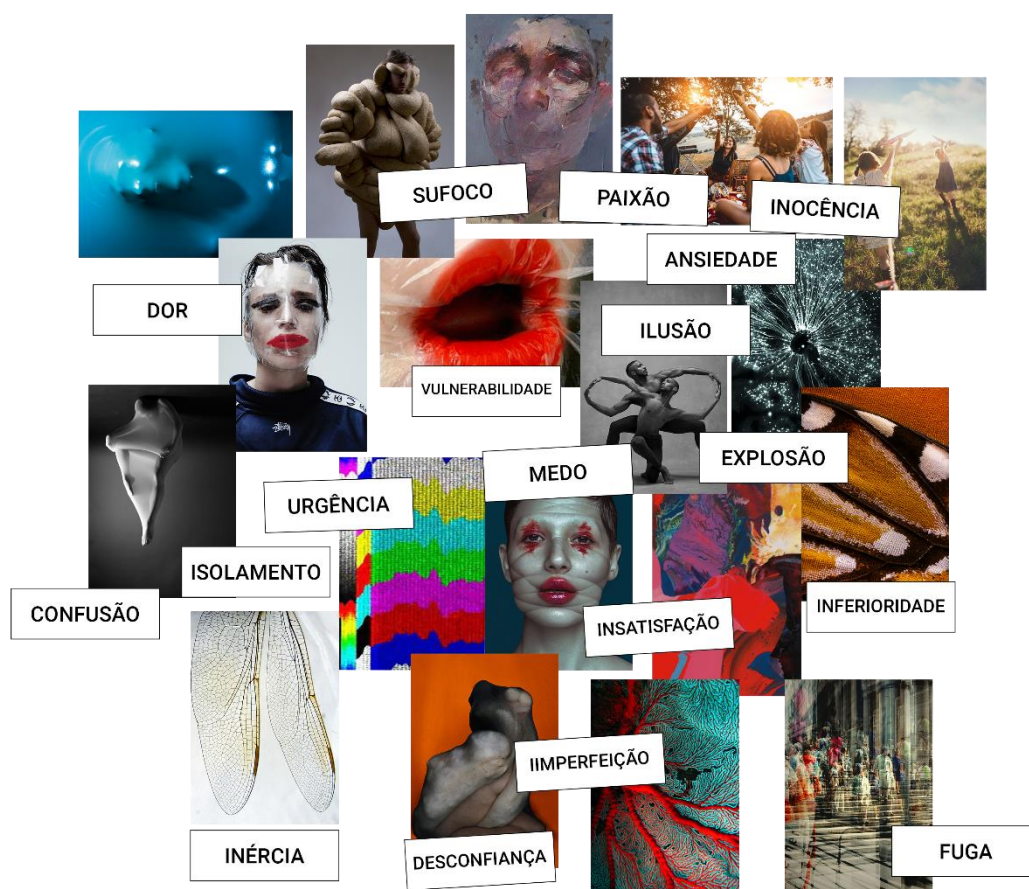 SUFOCO
PAIXÃO
INOCÊNCIA
ANSIEDADE
DOR
ILUSÃO
VULNERABILIDADE
EXPLOSÃO
MEDO
URGÊNCIA
ISOLAMENTO
CONFUSÃO
INSATISFAÇÃO
INFERIORIDADE
IIMPERFEIÇÃO
INÉRCIA
DESCONFIANÇA
FUGA